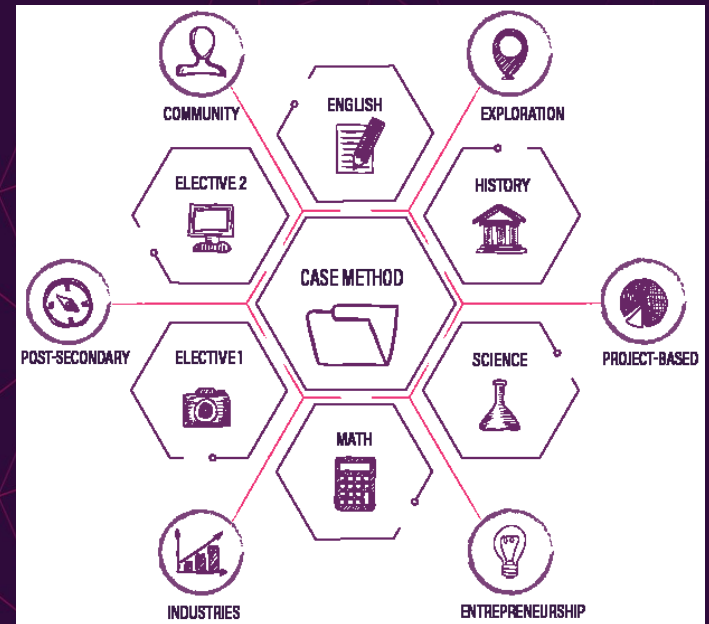 COMMUNITY
ENGLISH
EXPLORATION
ELECTIVE 2
HISTORY
CASE METHOD
POST-SECONDARY
ELECTIVE 1
SCIENCE
PROJECT-BASED
MATH
INDUSTRIES
ENTREPRENEURSHIP